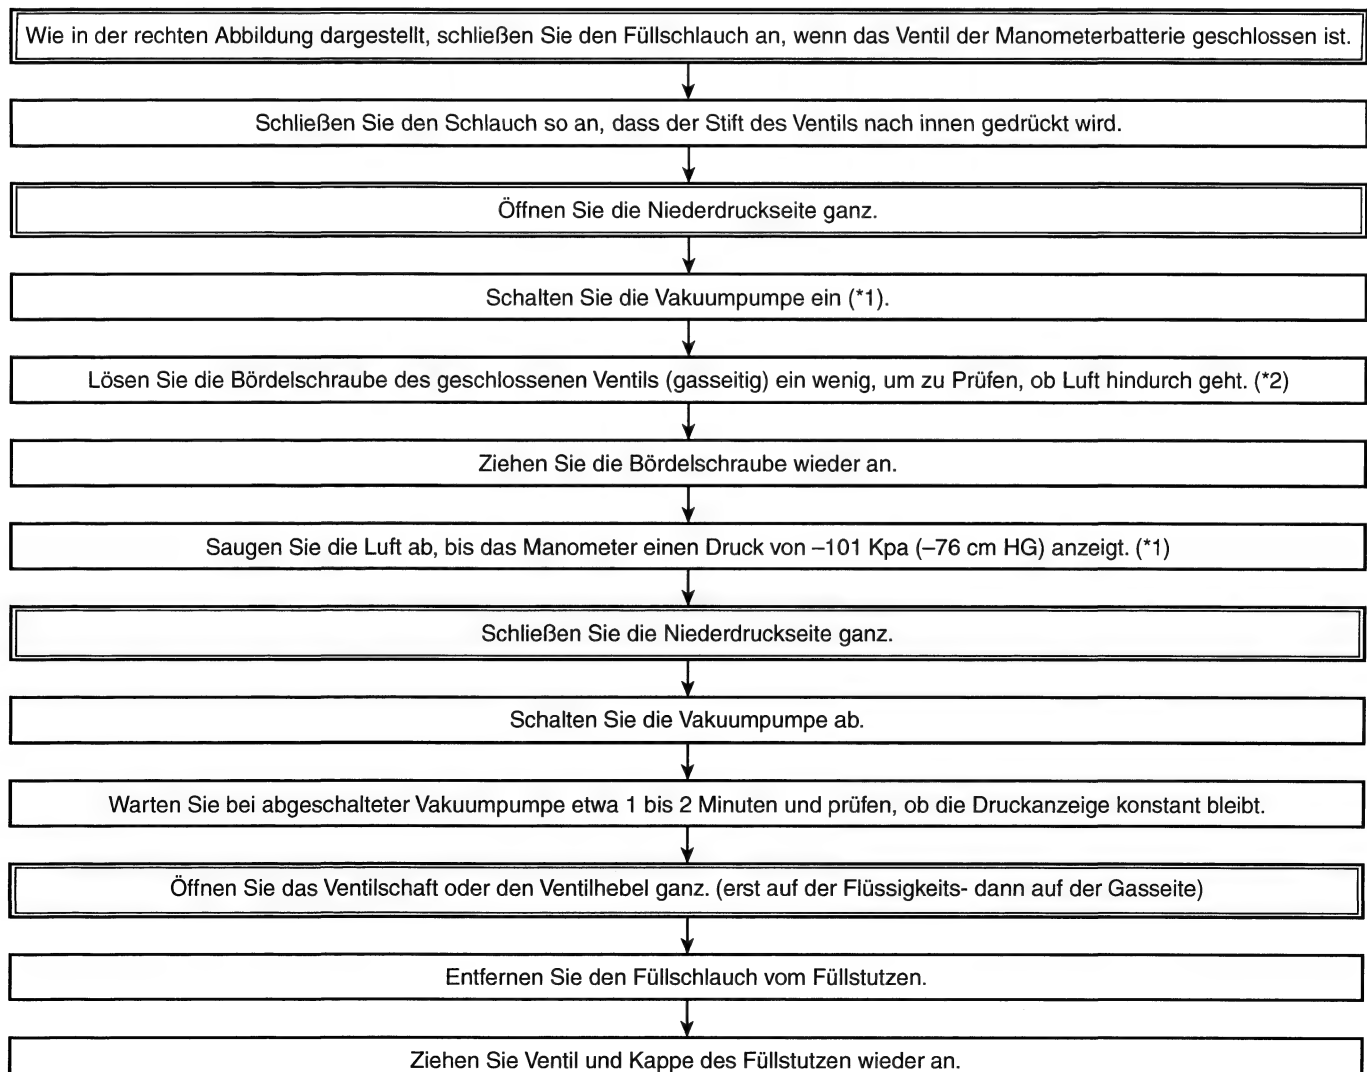 Wie in der rechten Abbildung dargestellt, schließen Sie den Füllschlauch an, wenn das Ventil der Manometerbatterie geschlossen ist.
Schließen Sie den Schlauch so an, dass der Stift des Ventils nach innen gedrückt wird.
Öffnen Sie die Niederdruckseite ganz.
Schalten Sie die Vakuumpumpe ein (*1).
Lösen Sie die Bördelschraube des geschlossenen Ventils (gasseitig) ein wenig, um zu Prüfen, ob Luft hindurch geht. (*2)
Ziehen Sie die Bördelschraube wieder an.
Saugen Sie die Luft ab, bis das Manometer einen Druck von –101 Kpa (–76 cm HG) anzeigt. (*1)
Schließen Sie die Niederdruckseite ganz.
Schalten Sie die Vakuumpumpe ab.
Warten Sie bei abgeschalteter Vakuumpumpe etwa 1 bis 2 Minuten und prüfen, ob die Druckanzeige konstant bleibt.
Öffnen Sie das Ventilschaft oder den Ventilhebel ganz. (erst auf der Flüssigkeits- dann auf der Gasseite)
Entfernen Sie den Füllschlauch vom Füllstutzen.
Ziehen Sie Ventil und Kappe des Füllstutzen wieder an.